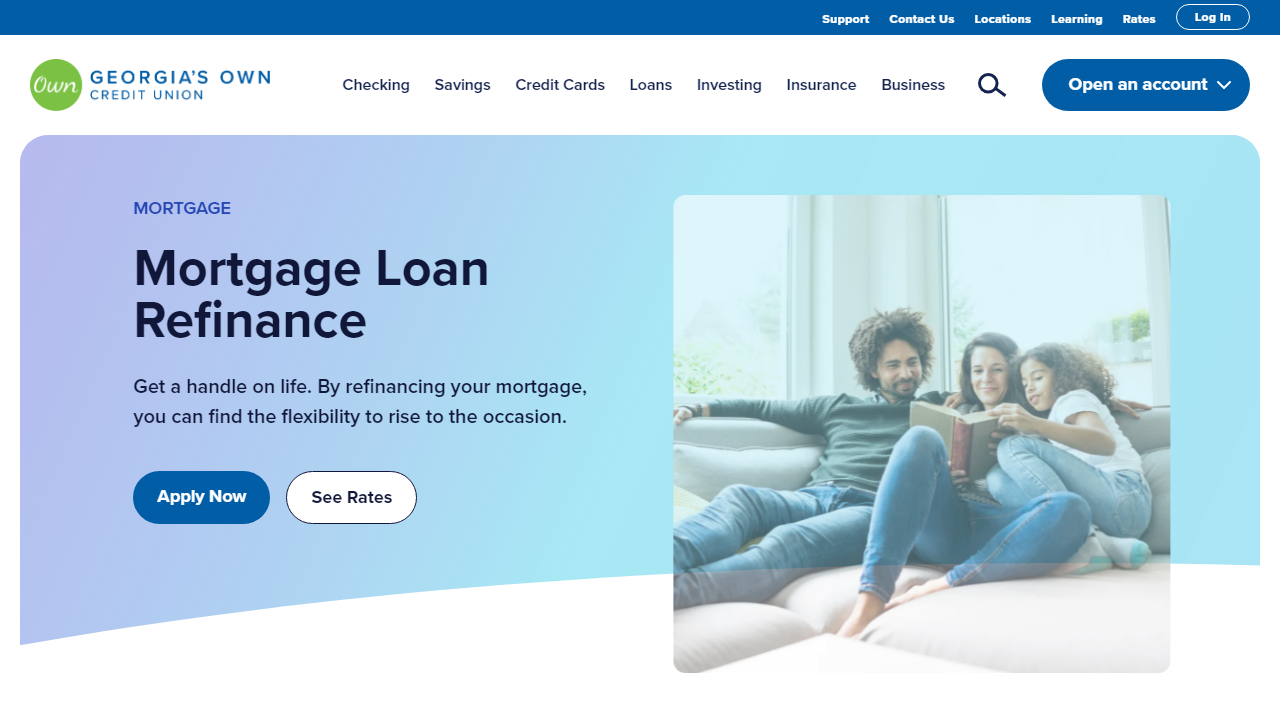 Support Contact Us Locations Learning Rates Log In
Own GEORGIA'S OWN
CREDIT UNION
Checking Savings Credit Cards Loans Investing Insurance Business Open an account
MORTGAGE
Mortgage Loan
Refinance
Get a handle on life. By refinancing your mortgage,
you can find the flexibility to rise to the occasion.
Apply Now See Rates